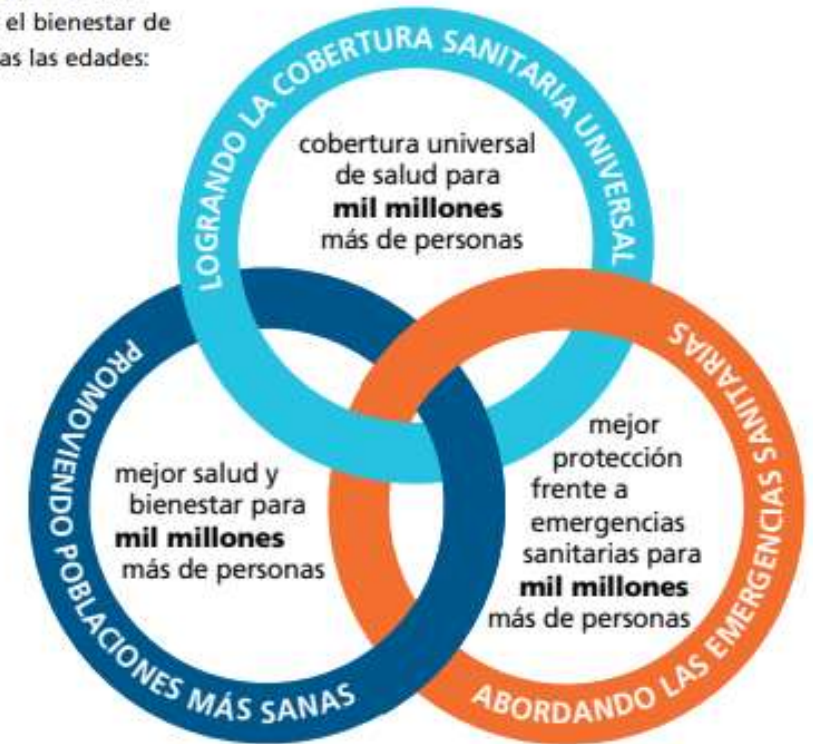 el bienestar de
as las edades:
LOGRANDO LA COBERTURA SANITARIA UNIVERSAL
cobertura universal
de salud para
mil millones
más de personas
PROMOVIENDO POBLACIONES MÁS SANAS
mejor salud y
bienestar para
mil millones
más de personas
ABORDANDO LAS EMERGENCIAS SANITARIAS
mejor
protección
frente a
emergencias
sanitarias para
mil millones
más de personas